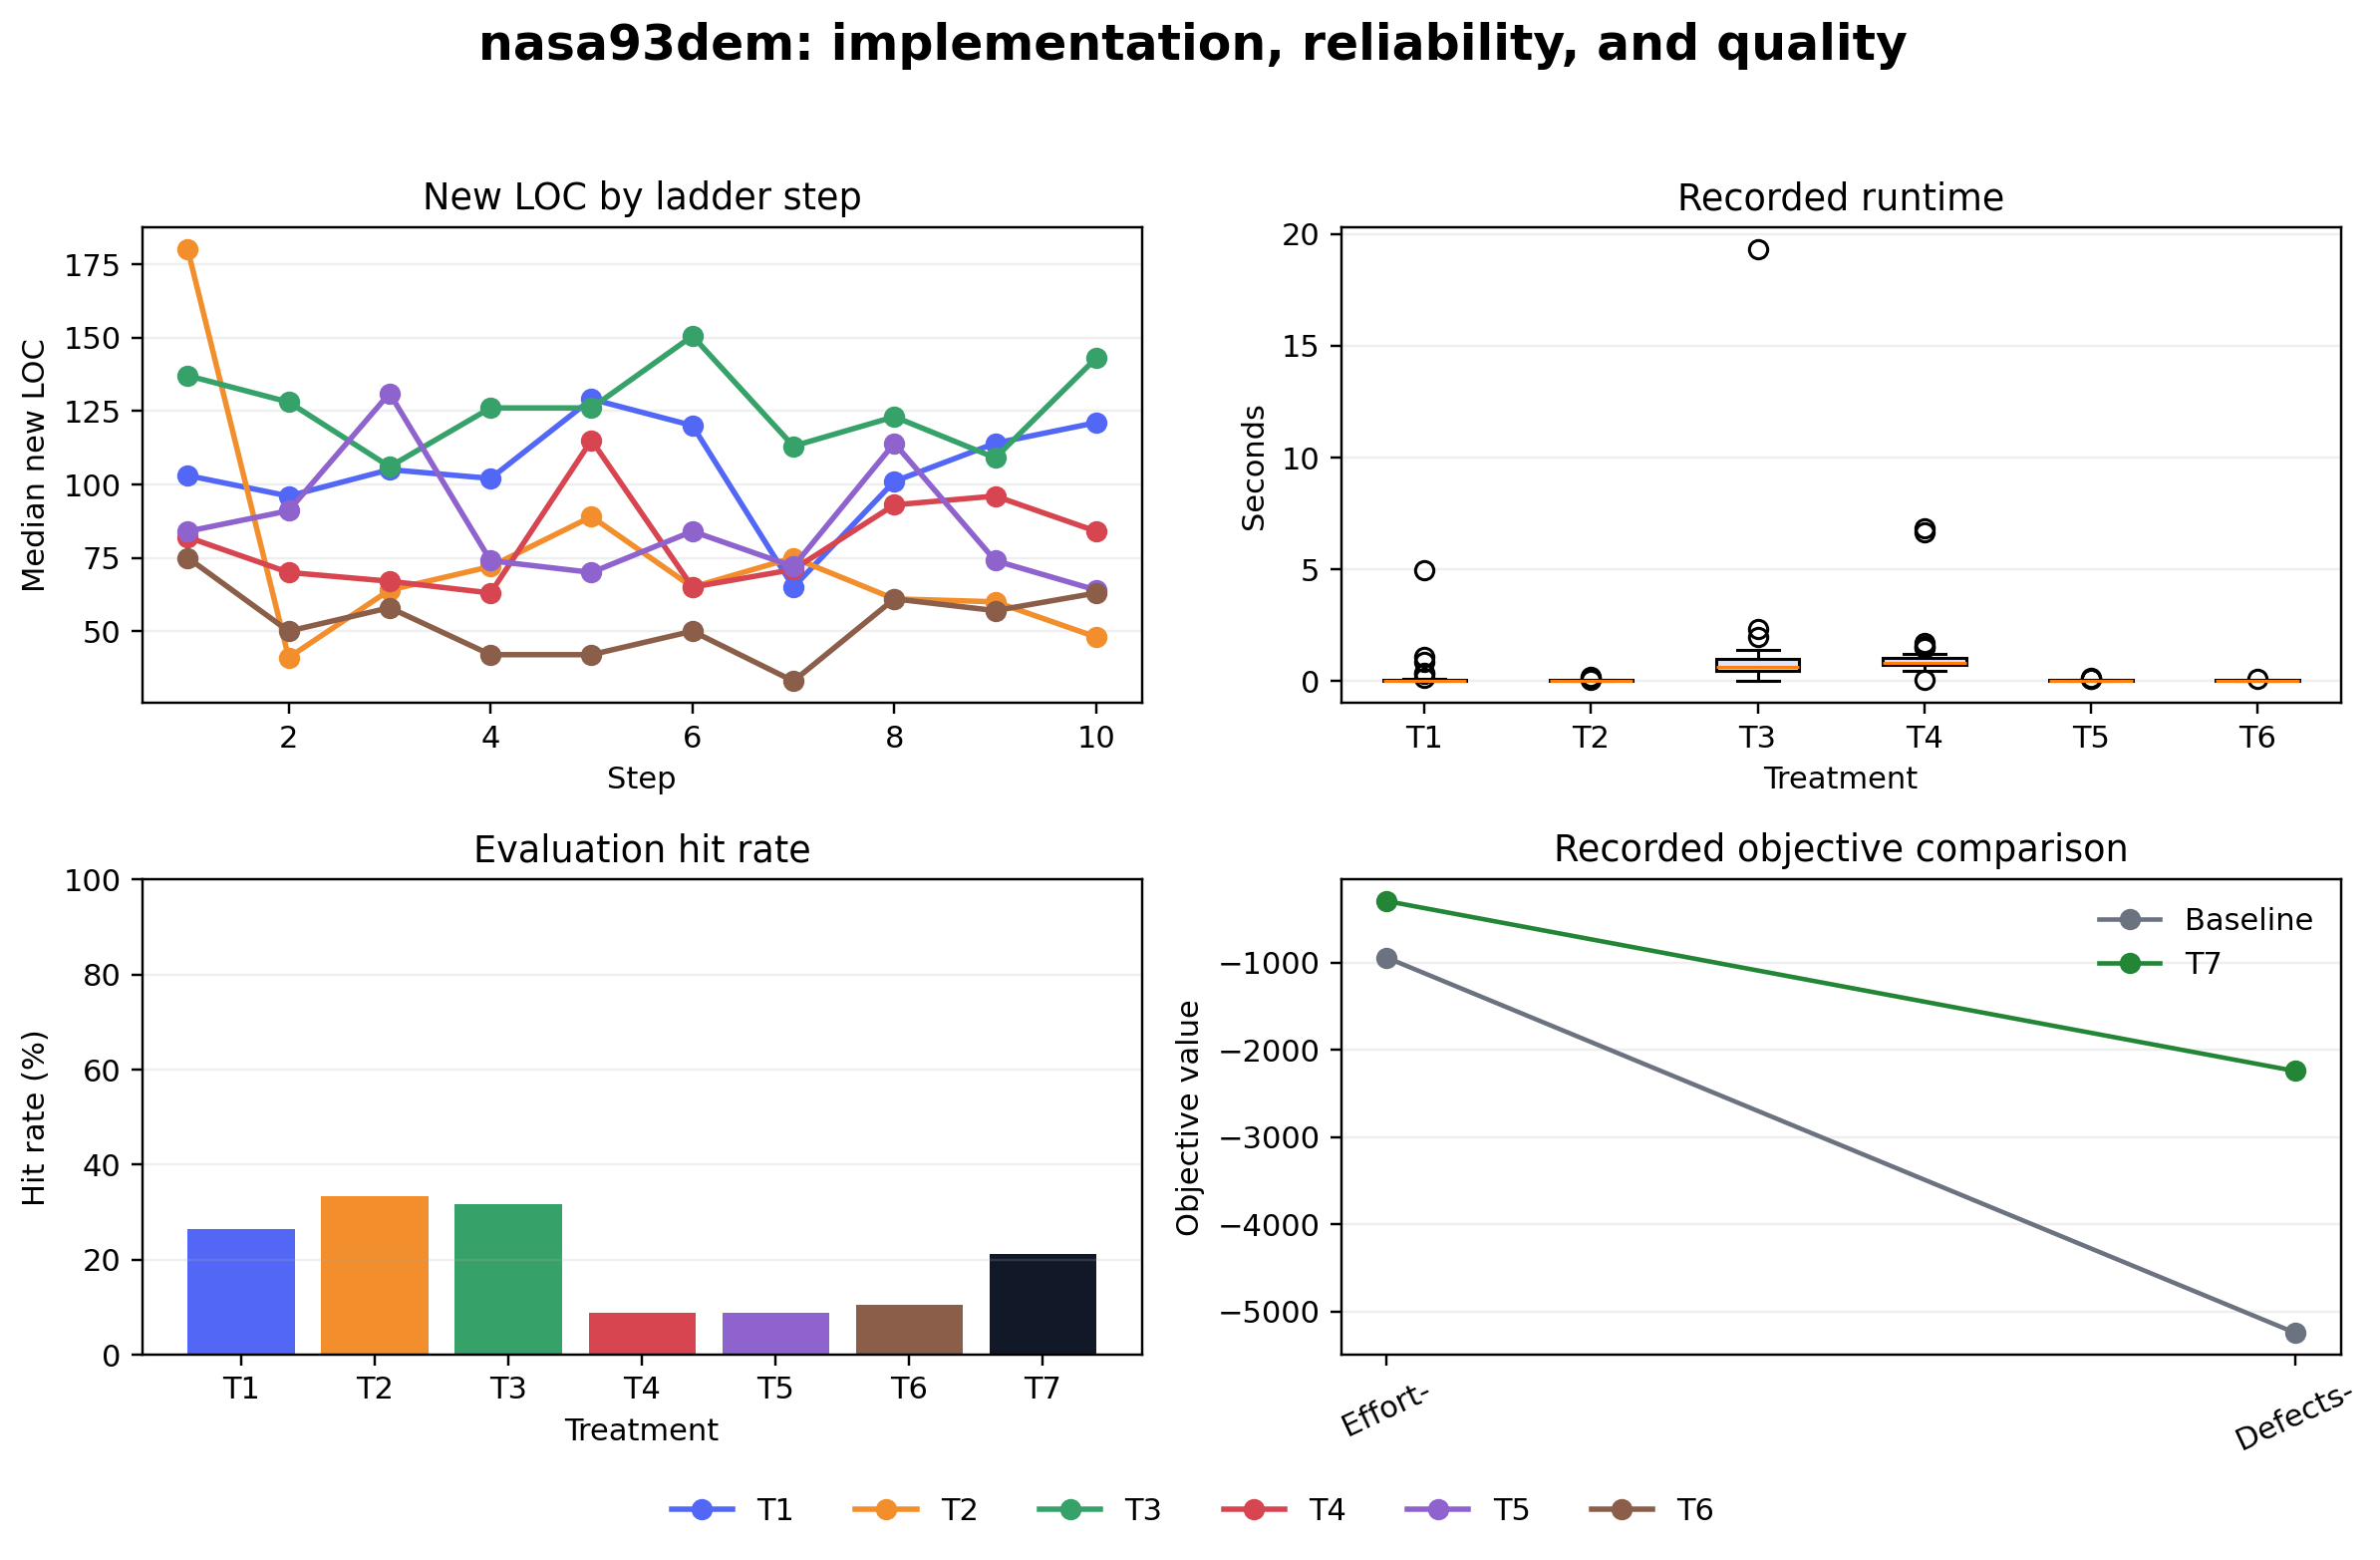 nasa93dem: implementation, reliability, and quality
New LOC by ladder step
Median new LOC
175
150
125
100
75
50
2 4 6 8 10
Step
Recorded runtime
Seconds
20
15
10
5
0
T1 T2 T3 T4 T5 T6
Treatment
Evaluation hit rate
Hit rate (%)
100
80
60
40
20
0
T1 T2 T3 T4 T5 T6 T7
Treatment
Recorded objective comparison
Objective value
Baseline
T7
−1000
−2000
−3000
−4000
−5000
Effort- Defects-
T1 T2 T3 T4 T5 T6